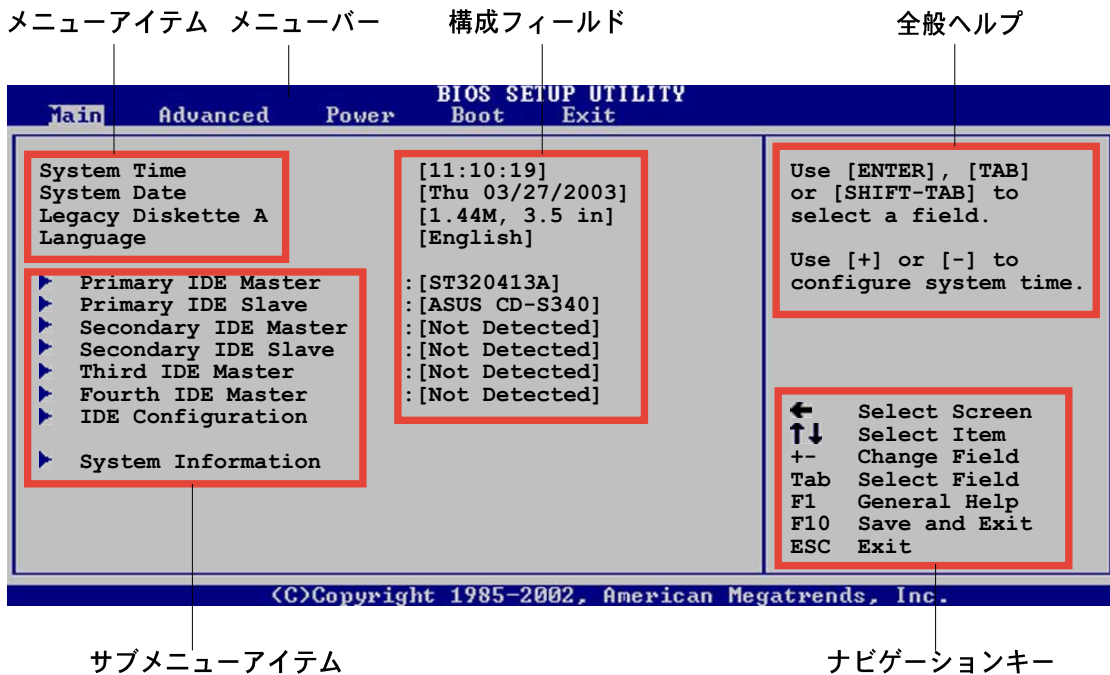 メニューアイテム メニューバー 構成フィールド 全般ヘルプ
BIOS SETUP UTILITY
Main Advanced Power Boot Exit
System Time [11:10:19]
System Date [Thu 03/27/2003]
Legacy Diskette A [1.44M, 3.5 in]
Language [English]
Primary IDE Master :[ST320413A]
Primary IDE Slave :[ASUS CD-S340]
Secondary IDE Master :[Not Detected]
Secondary IDE Slave :[Not Detected]
Third IDE Master :[Not Detected]
Fourth IDE Master :[Not Detected]
IDE Configuration
System Information
Use [ENTER], [TAB]
or [SHIFT-TAB] to
select a field.
Use [+] or [-] to
configure system time.
← Select Screen
↑↓ Select Item
+- Change Field
Tab Select Field
F1 General Help
F10 Save and Exit
ESC Exit
(C)Copyright 1985-2002, American Megatrends, Inc.
サブメニューアイテム ナビゲーションキー